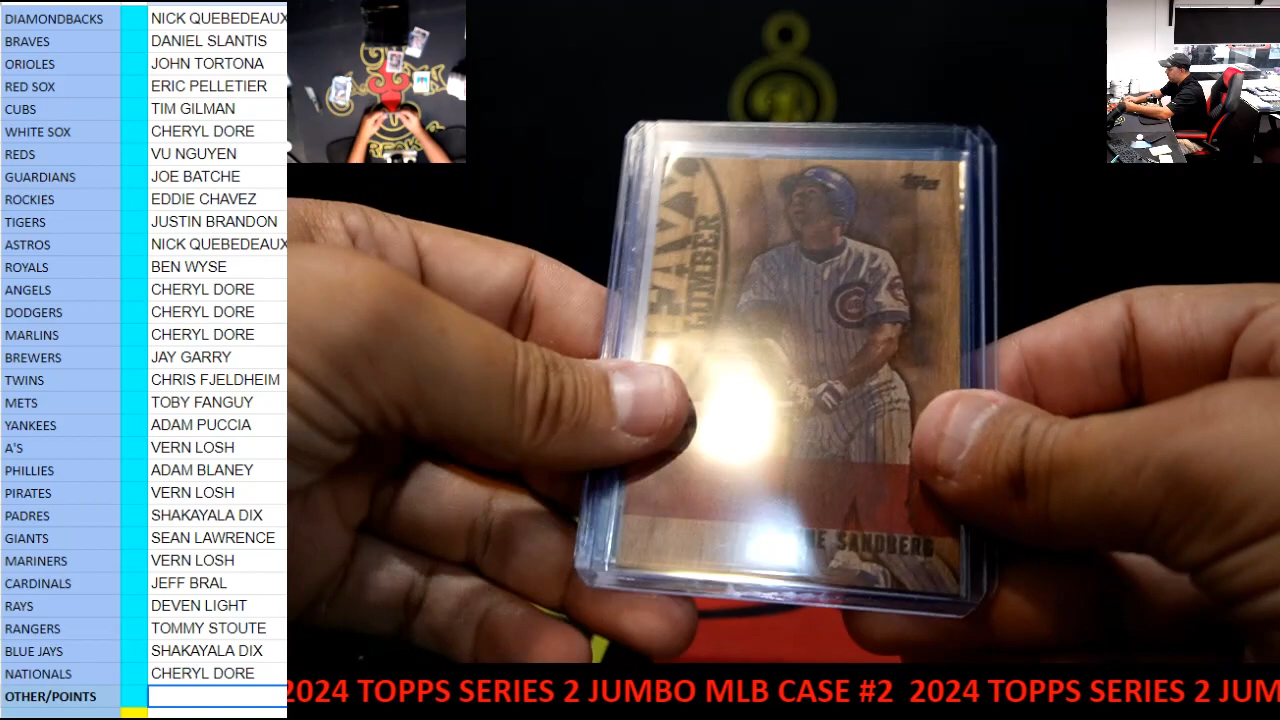 DIAMONDBACKS NICK QUEBEDEAUX
BRAVES DANIEL SLANTIS
ORIOLES JOHN TORTONA
RED SOX ERIC PELLETIER
CUBS TIM GILMAN
WHITE SOX CHERYL DORE
REDS VU NGUYEN
GUARDIANS JOE BATCHE
ROCKIES EDDIE CHAVEZ
TIGERS JUSTIN BRANDON
ASTROS NICK QUEBEDEAUX
ROYALS BEN WYSE
ANGELS CHERYL DORE
DODGERS CHERYL DORE
MARLINS CHERYL DORE
BREWERS JAY GARRY
TWINS CHRIS FJELDHEIM
METS TOBY FANGUY
YANKEES ADAM PUCCIA
A'S VERN LOSH
PHILLIES ADAM BLANEY
PIRATES VERN LOSH
PADRES SHAKAYALA DIX
GIANTS SEAN LAWRENCE
MARINERS VERN LOSH
CARDINALS JEFF BRAL
RAYS DEVEN LIGHT
RANGERS TOMMY STOUTE
BLUE JAYS SHAKAYALA DIX
NATIONALS CHERYL DORE
OTHER/POINTS
topps
LUMBER
C
SANDBERG
2024 TOPPS SERIES 2 JUMBO MLB CASE #2 2024 TOPPS SERIES 2 JUM